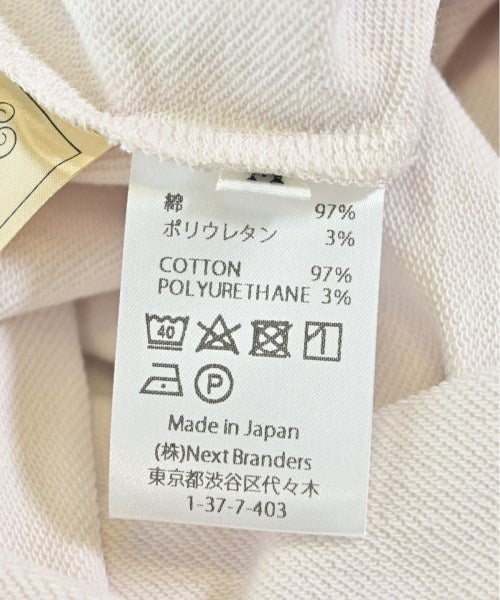 M
綿 97%
ポリウレタン 3%
COTTON 97%
POLYURETHANE 3%
40
P
Made in Japan
(株)Next Branders
東京都渋谷区代々木
1-37-7-403